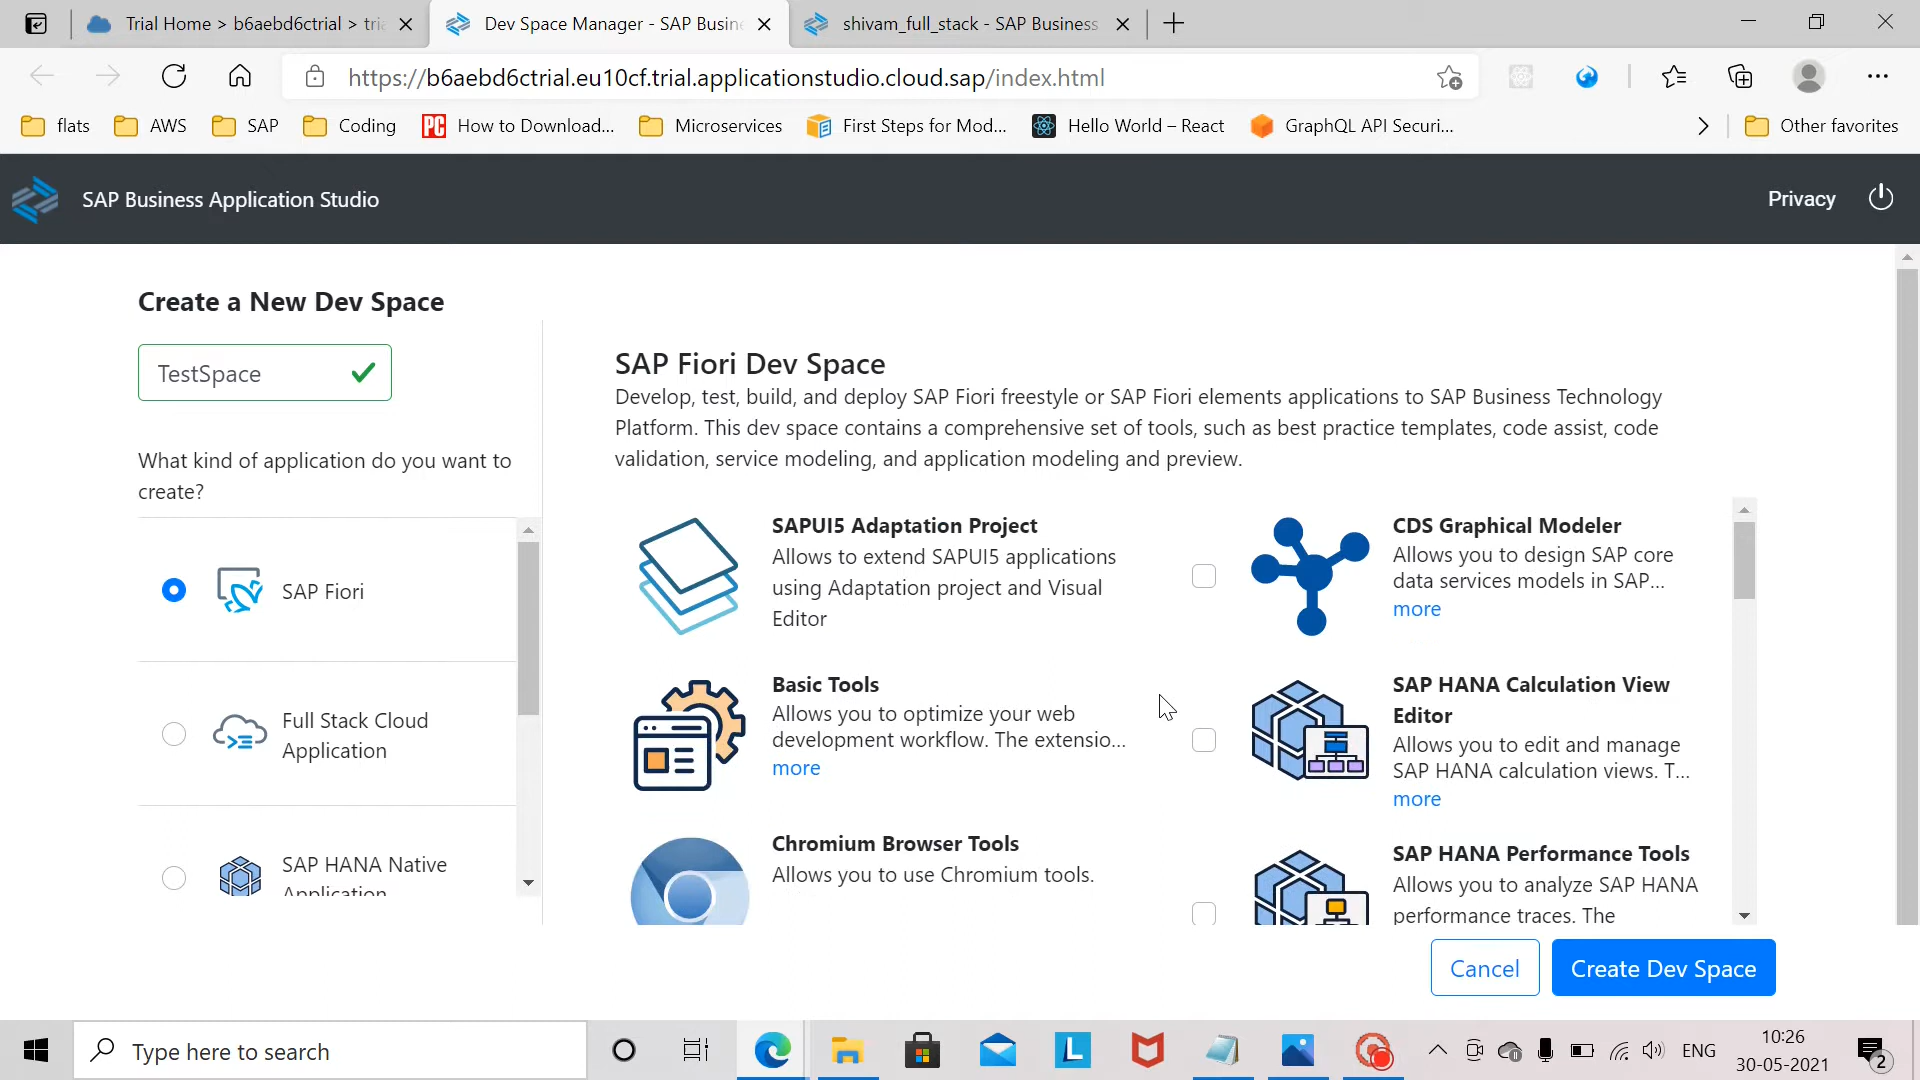 Trial Home > b6aebd6ctrial > tri
Dev Space Manager - SAP Busin
shivam_full_stack - SAP Business
https://b6aebd6ctrial.eu10cf.trial.applicationstudio.cloud.sap/index.html
flats
AWS
SAP
Coding
PC
How to Download...
Microservices
First Steps for Mod...
Hello World – React
GraphQL API Securi...
Other favorites
SAP Business Application Studio
Privacy
Create a New Dev Space
TestSpace
What kind of application do you want to
create?
SAP Fiori
Full Stack Cloud
Application
SAP HANA Native
Application
SAP Fiori Dev Space
Develop, test, build, and deploy SAP Fiori freestyle or SAP Fiori elements applications to SAP Business Technology
Platform. This dev space contains a comprehensive set of tools, such as best practice templates, code assist, code
validation, service modeling, and application modeling and preview.
SAPUI5 Adaptation Project
Allows to extend SAPUI5 applications
using Adaptation project and Visual
Editor
Basic Tools
Allows you to optimize your web
development workflow. The extensio...
more
Chromium Browser Tools
Allows you to use Chromium tools.
CDS Graphical Modeler
Allows you to design SAP core
data services models in SAP...
more
SAP HANA Calculation View
Editor
Allows you to edit and manage
SAP HANA calculation views. T...
more
SAP HANA Performance Tools
Allows you to analyze SAP HANA
performance traces. The
Cancel
Create Dev Space
Type here to search
L
ENG
10:26
30-05-2021
2